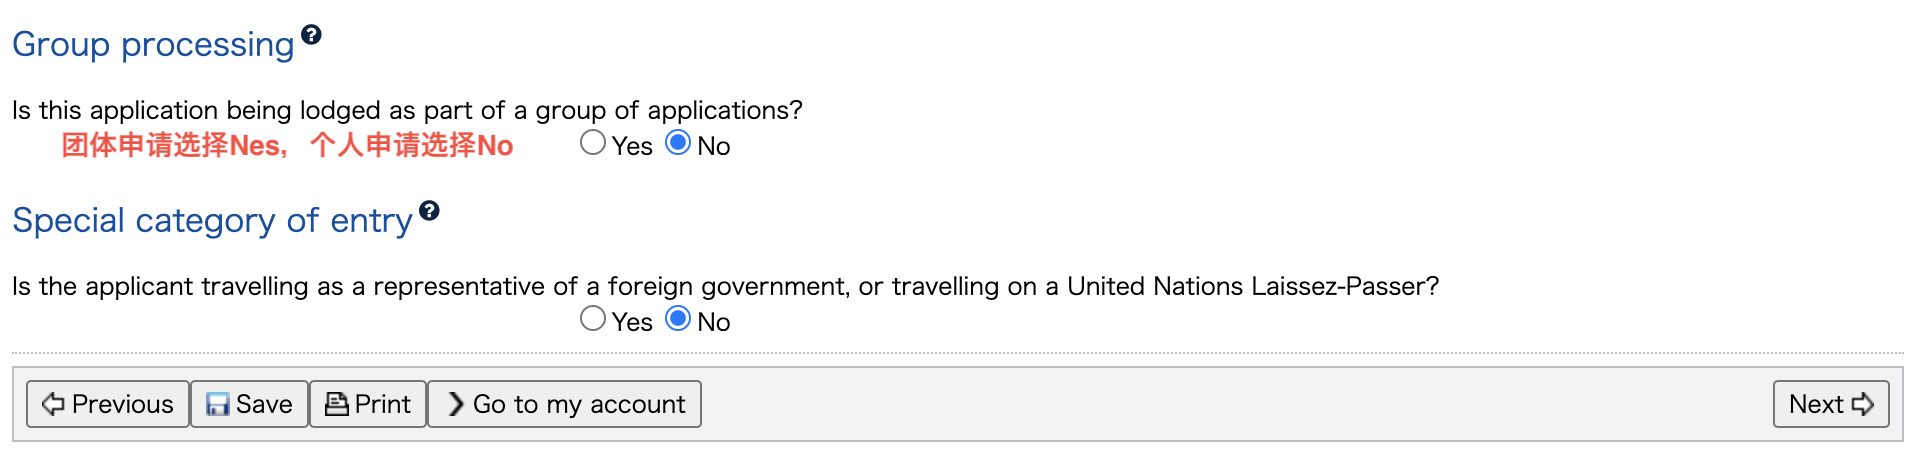 Group processing
Is this application being lodged as part of a group of applications?
团体申请选择Nes，个人申请选择No Yes No
Special category of entry
Is the applicant travelling as a representative of a foreign government, or travelling on a United Nations Laissez-Passer?
Yes No
Previous Save Print Go to my account Next